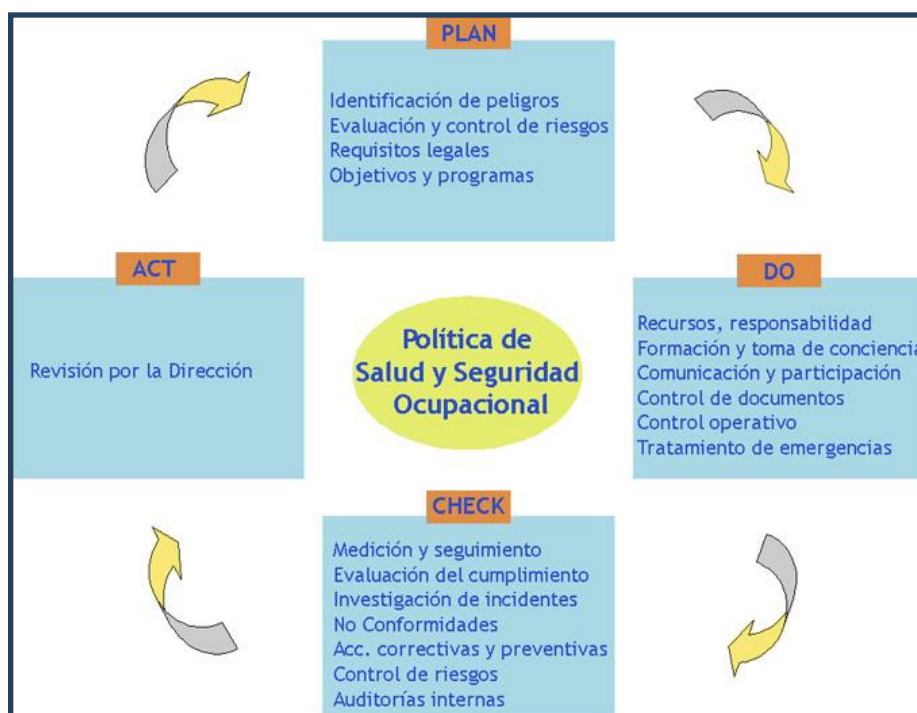 PLAN
Identificación de peligros
Evaluación y control de riesgos
Requisitos legales
Objetivos y programas
ACT
Revisión por la Dirección
Política de
Salud y Seguridad
Ocupacional
DO
Recursos, responsabilidad
Formación y toma de conciencia
Comunicación y participación
Control de documentos
Control operativo
Tratamiento de emergencias
CHECK
Medición y seguimiento
Evaluación del cumplimiento
Investigación de incidentes
No Conformidades
Acc. correctivas y preventivas
Control de riesgos
Auditorías internas